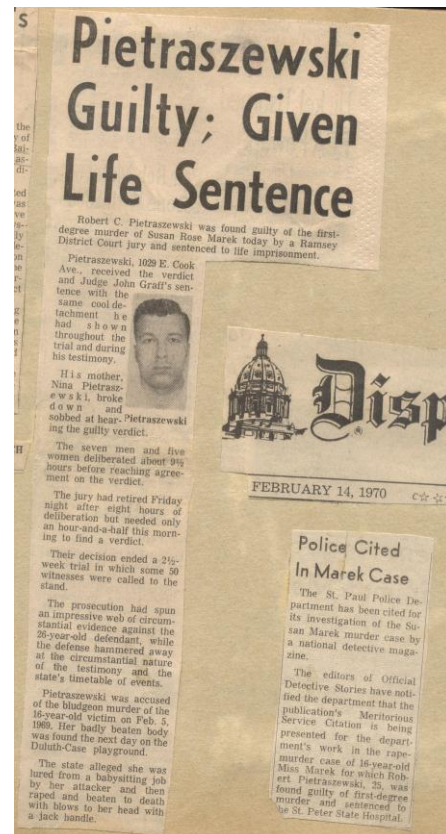 S
the
y of
as-
di-
ted
was
ve
ly
e-
on
he
TH
Pietraszewski
Guilty; Given
Life Sentence
Robert C. Pietraszewski was found guilty of the first-
degree murder of Susan Rose Marek today by a Ramsey
District Court jury and sentenced to life imprisonment.
Pietraszewski, 1029 E. Cook
Ave., received the verdict
and Judge John Graff's sen-
tence with the
same cool de-
tachment he
had shown
throughout the
trial and during
his testimony.
His mother,
Nina Pietrasz-
ewski, broke
down and
sobbed at hear-
ing the guilty verdict.
Pietraszewski
The seven men and five
women deliberated about 9½
hours before reaching agree-
ment on the verdict.
The jury had retired Friday
night after eight hours of
deliberation but needed only
an hour-and-a-half this morn-
ing to find a verdict.
Their decision ended a 2½-
week trial in which some 50
witnesses were called to the
stand.
The prosecution had spun
an impressive web of circum-
stantial evidence against the
26-year-old defendant, while
the defense hammered away
at the circumstantial nature
of the testimony and the
state's timetable of events.
Pietraszewski was accused
of the bludgeon murder of the
16-year-old victim on Feb. 5,
1969. Her badly beaten body
was found the next day on the
Duluth-Case playground.
The state alleged she was
lured from a babysitting job
by her attacker and then
raped and beaten to death
with blows to her head with
a jack handle.
Disp
FEBRUARY 14, 1970
Police Cited
In Marek Case
The St. Paul Police De-
partment has been cited for
its investigation of the Su-
san Marek murder case by
a national detective maga-
zine.
The editors of Official
Detective Stories have noti-
fied the department that the
publication's Meritorious
Service Citation is being
presented for the depart-
ment's work in the rape-
murder case of 16-year-old
Miss Marek for which Rob-
ert Pietraszewski, 25, was
found guilty of first-degree
murder and sentenced to
the St. Peter State Hospital.